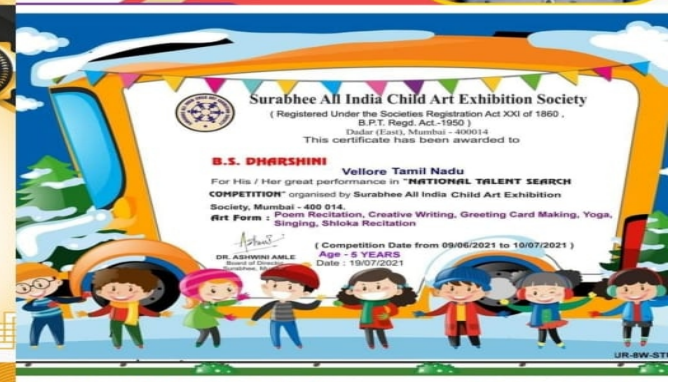 Surabhee All India Child Art Exhibition Society
( Registered Under the Societies Registration Act XXI of 1860 ,
B.P.T. Regd. Act.-1950 )
Dadar (East), Mumbai - 400014
This certificate has been awarded to
B.S. DHARSHINI
Vellore Tamil Nadu
For His / Her great performance in "NATIONAL TALENT SEARCH
COMPETITION" organised by Surabhee All India Child Art Exhibition
Society, Mumbai - 400 014.
Art Form : Poem Recitation, Creative Writing, Greeting Card Making, Yoga,
Singing, Shloka Recitation
( Competition Date from 09/06/2021 to 10/07/2021 )
DR. ASHWINI AMLE
Age - 5 YEARS
Board of Director
Date : 19/07/2021
Surabhee,